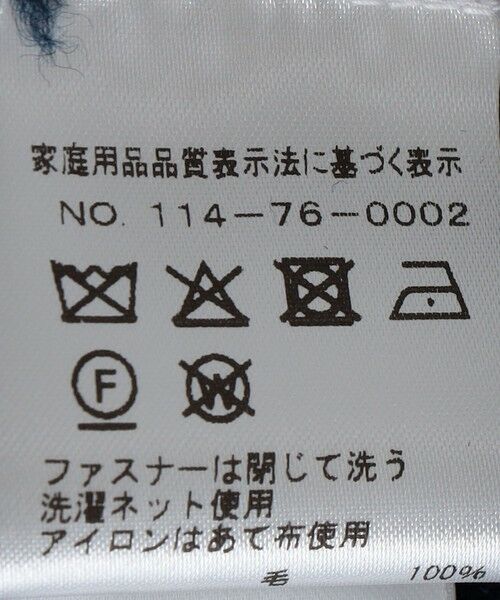 家庭用品品質表示法に基づく表示
NO. 114-76-0002
F W
ファスナーは閉じて洗う
洗濯ネット使用
アイロンはあて布使用
毛 100%